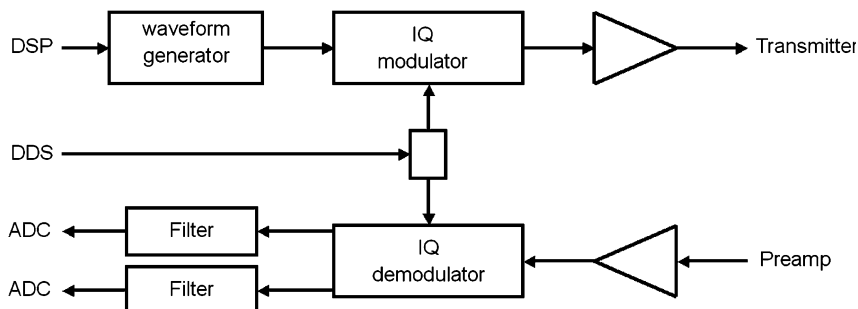 DSP
waveform
generator
IQ
modulator
Transmitter
DDS
ADC
Filter
IQ
demodulator
Preamp
ADC
Filter